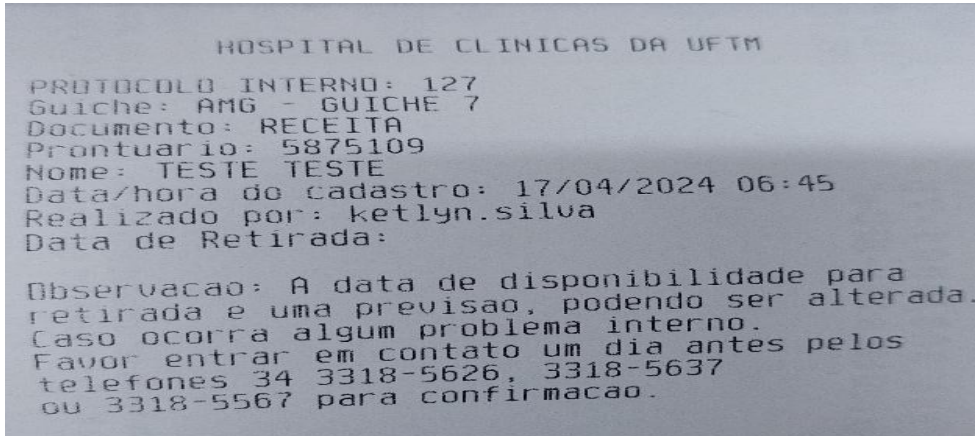 HOSPITAL DE CLINICAS DA UFTM
PROTOCOLO INTERNO: 127
Guiche: AMG - GUICHE 7
Documento: RECEITA
Prontuario: 5875109
Nome: TESTE TESTE
Data/hora do cadastro: 17/04/2024 06:45
Realizado por: ketlyn.silva
Data de Retirada:
Observacao: A data de disponibilidade para
retirada e uma previsao, podendo ser alterada.
Caso ocorra algum problema interno.
Favor entrar em contato um dia antes pelos
telefones 34 3318-5626, 3318-5637
ou 3318-5567 para confirmacao.